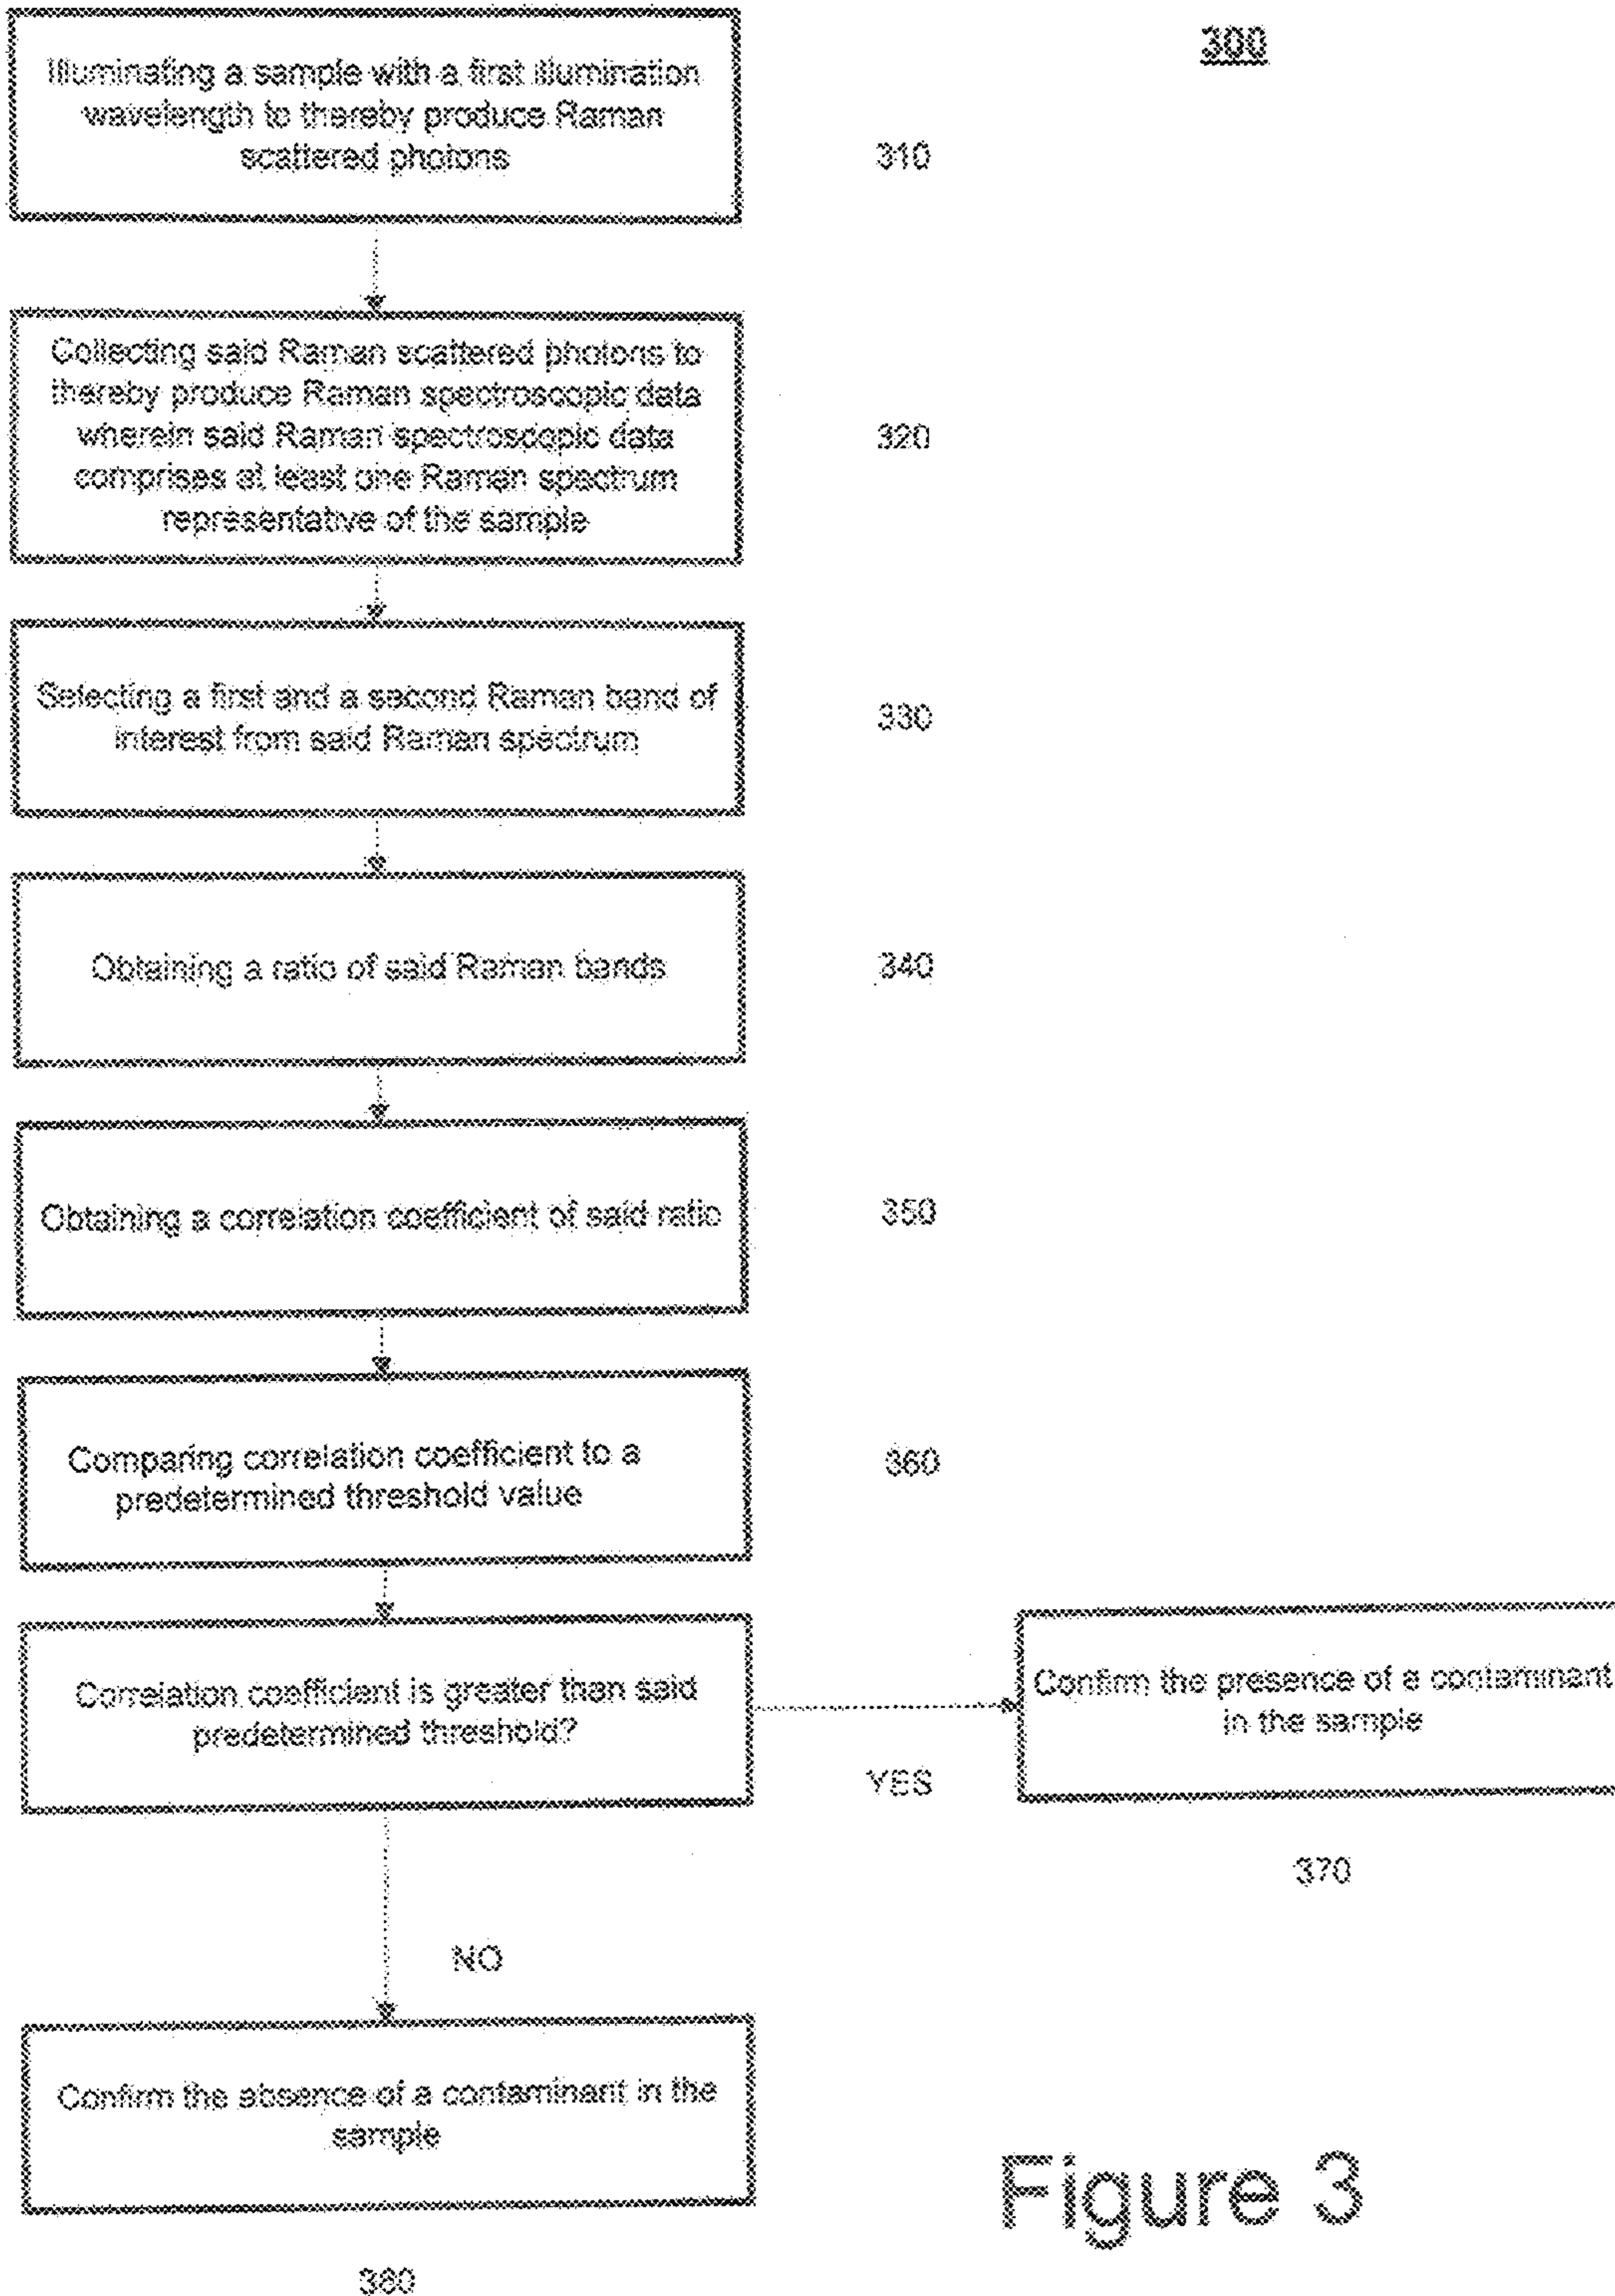 300
Illuminating a sample with a first illumination
wavelength to thereby produce Raman
scattered photons
310
Collecting said Raman scattered photons to
thereby produce Raman spectroscopic data
wherein said Raman spectroscopic data
comprises at least one Raman spectrum
representative of the sample
320
Selecting a first and a second Raman band of
interest from said Raman spectrum
330
Obtaining a ratio of said Raman bands
340
Obtaining a correlation coefficient of said ratio
350
Comparing correlation coefficient to a
predetermined threshold value
360
Correlation coefficient is greater than said
predetermined threshold?
YES
Confirm the presence of a contaminant
in the sample
370
NO
Confirm the absence of a contaminant in the
sample
380
Figure 3